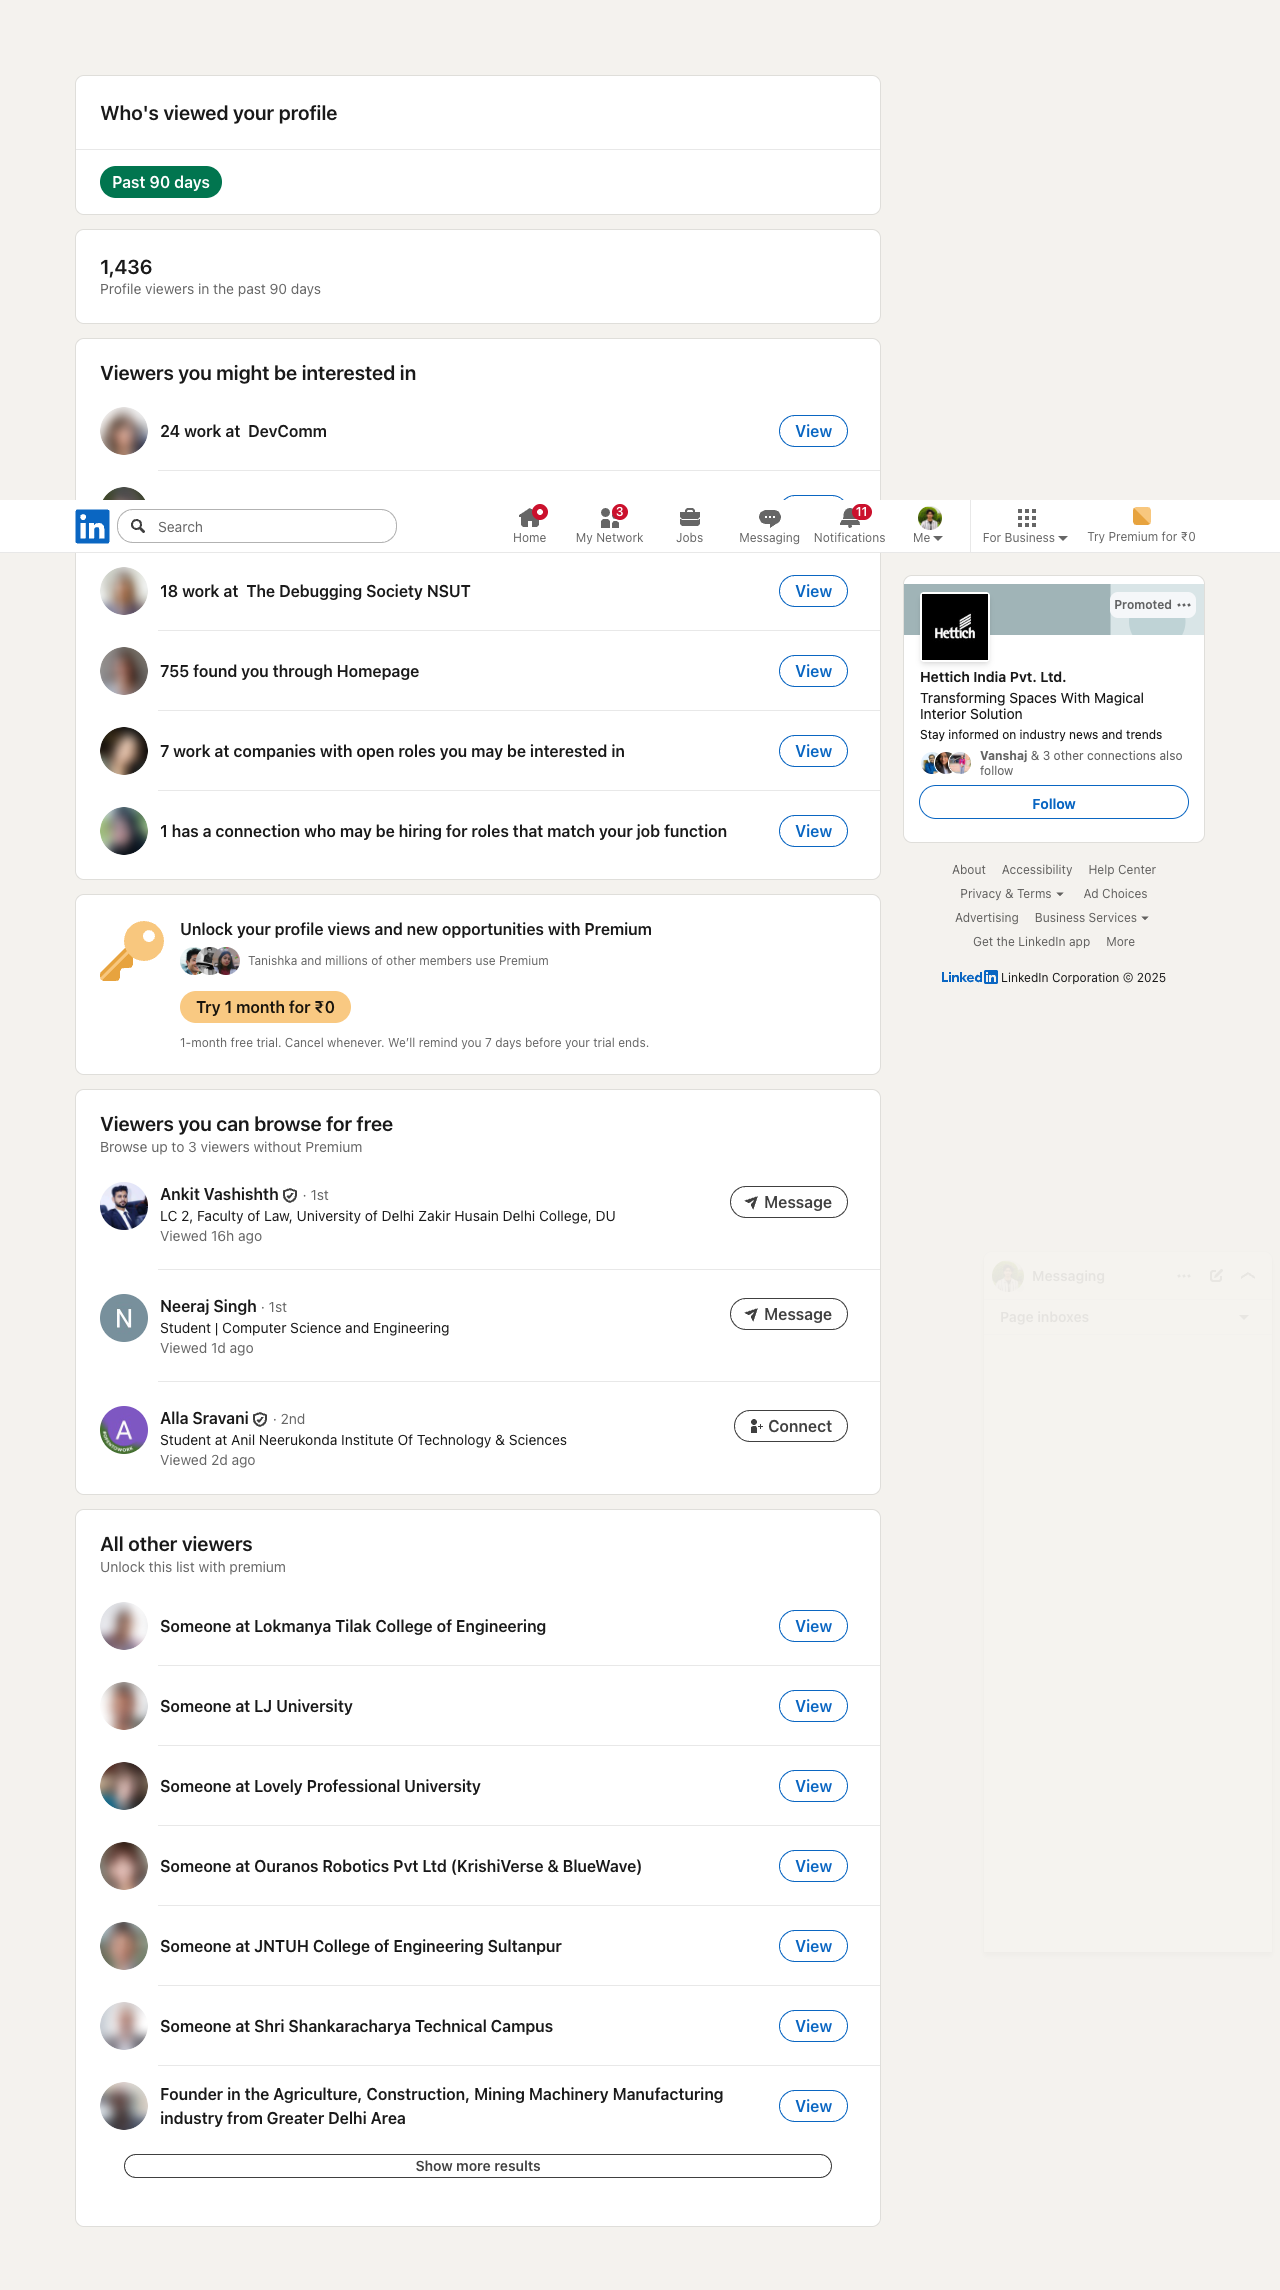 Who's viewed your profile
Past 90 days
1,436
Profile viewers in the past 90 days
Viewers you might be interested in
24 work at  DevComm
View
in
Search
Home
3
My Network
Jobs
Messaging
11
Notifications
Me
For Business
Try Premium for ₹0
18 work at  The Debugging Society NSUT
View
755 found you through Homepage
View
7 work at companies with open roles you may be interested in
View
1 has a connection who may be hiring for roles that match your job function
View
Promoted
Hettich
Hettich India Pvt. Ltd.
Transforming Spaces With Magical
Interior Solution
Stay informed on industry news and trends
Vanshaj & 3 other connections also
follow
Follow
About Accessibility Help Center
Privacy & Terms Ad Choices
Advertising Business Services
Get the LinkedIn app More
LinkedIn LinkedIn Corporation © 2025
Unlock your profile views and new opportunities with Premium
Tanishka and millions of other members use Premium
Try 1 month for ₹0
1-month free trial. Cancel whenever. We'll remind you 7 days before your trial ends.
Viewers you can browse for free
Browse up to 3 viewers without Premium
Ankit Vashishth · 1st
LC 2, Faculty of Law, University of Delhi Zakir Husain Delhi College, DU
Viewed 16h ago
Message
N
Neeraj Singh · 1st
Student | Computer Science and Engineering
Viewed 1d ago
Message
A
#OPENTOWORK
Alla Sravani · 2nd
Student at Anil Neerukonda Institute Of Technology & Sciences
Viewed 2d ago
Connect
Messaging
Page inboxes
All other viewers
Unlock this list with premium
Someone at Lokmanya Tilak College of Engineering
View
Someone at LJ University
View
Someone at Lovely Professional University
View
Someone at Ouranos Robotics Pvt Ltd (KrishiVerse & BlueWave)
View
Someone at JNTUH College of Engineering Sultanpur
View
Someone at Shri Shankaracharya Technical Campus
View
Founder in the Agriculture, Construction, Mining Machinery Manufacturing
industry from Greater Delhi Area
View
Show more results